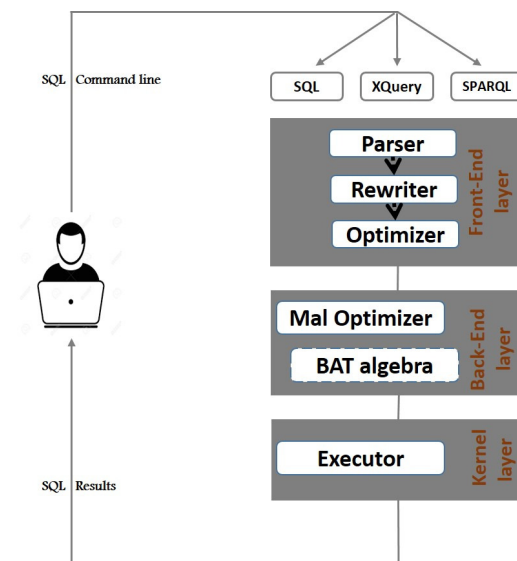 SQL Command line
SQL XQuery SPARQL
Parser
Rewriter
Optimizer
Front-End
layer
Mal Optimizer
BAT algebra
Back-End
layer
Executor
Kernel
layer
SQL Results